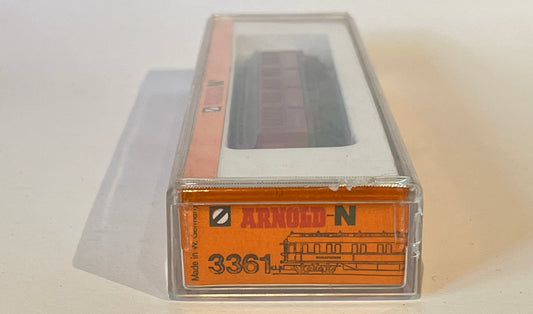 ARNOLD-N
3361
Made in W. Germany